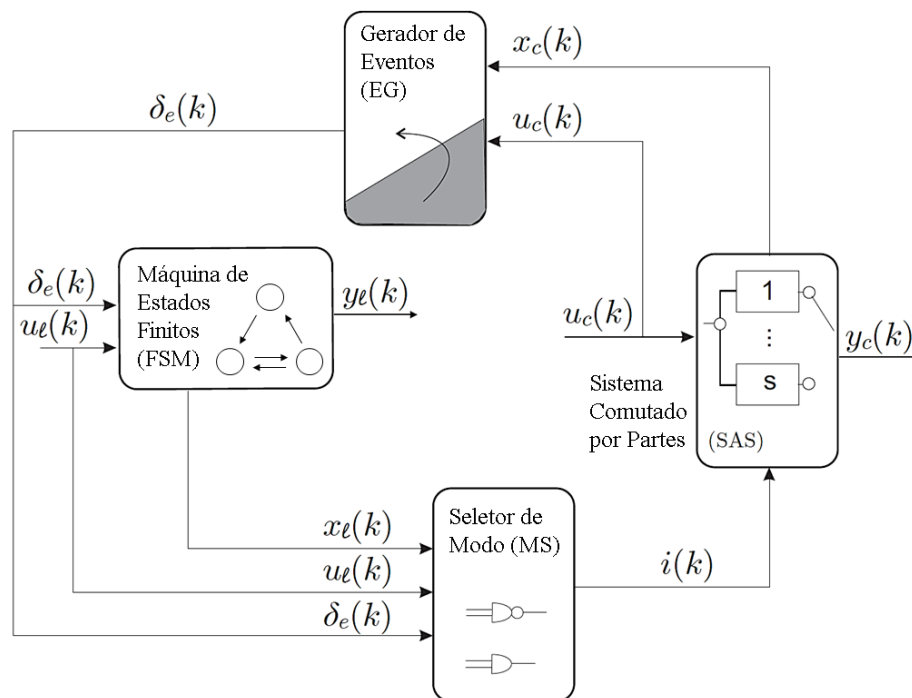 Gerador de
Eventos
(EG)
x_c(k)
u_c(k)
δ_e(k)
Máquina de
Estados
Finitos
(FSM)
δ_e(k)
u_ℓ(k)
y_ℓ(k)
u_c(k)
1
⋮
s
(SAS)
y_c(k)
Sistema
Comutado
por Partes
Seletor de
Modo (MS)
x_ℓ(k)
u_ℓ(k)
δ_e(k)
i(k)